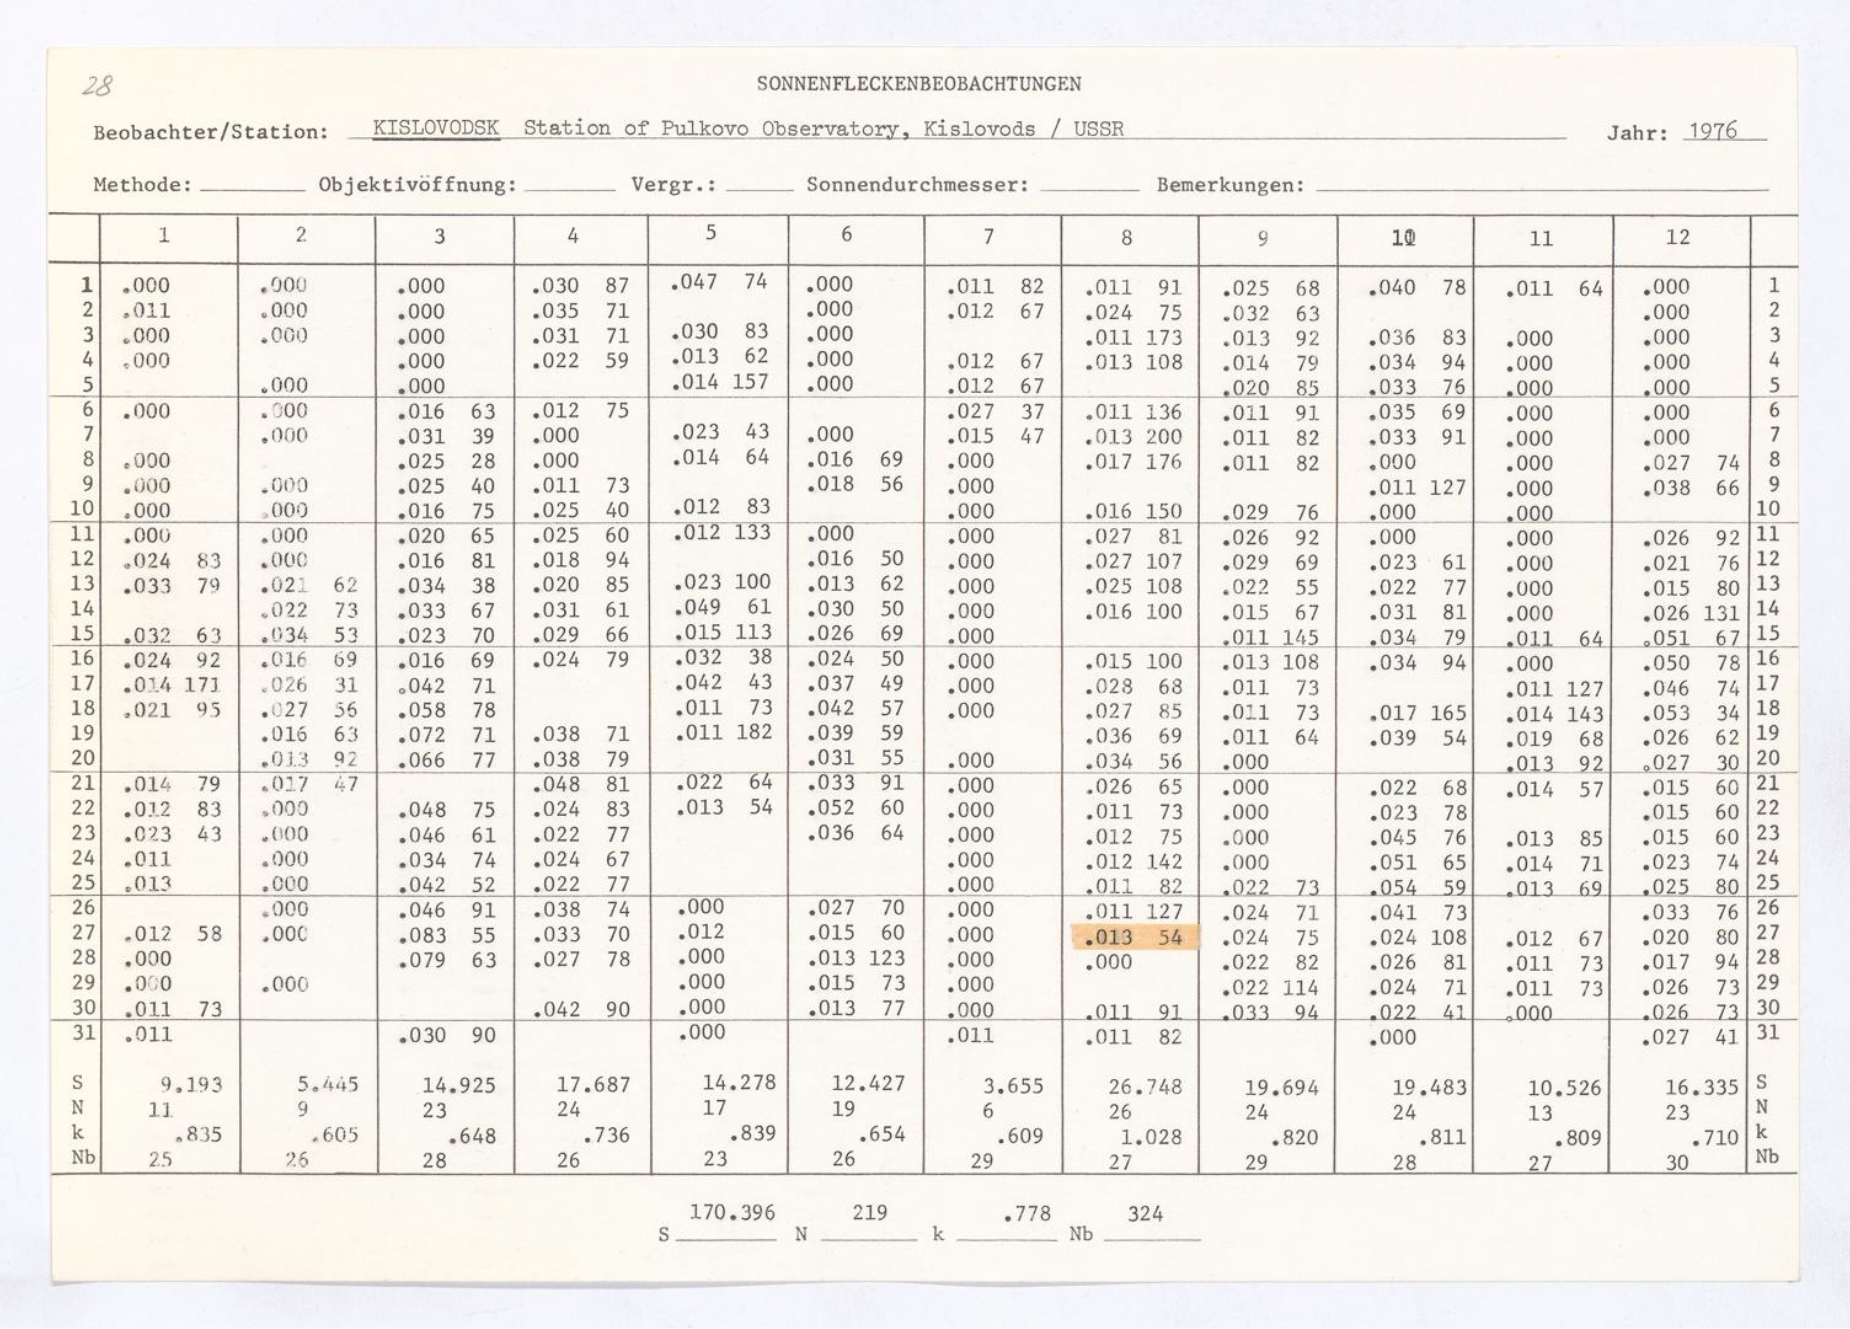 28
SONNENFLECKENBEOBACHTUNGEN
Beobachter/Station: KISLOVODSK Station of Pulkovo Observatory, Kislovods / USSR Jahr: 1976
Methode: Objektivöffnung: Vergr.: Sonnendurchmesser: Bemerkungen:
1 2 3 4 5 6 7 8 9 10 11 12
1 .000 .000 .000 .030 87 .047 74 .000 .011 82 .011 91 .025 68 .040 78 .011 64 .000 1
2 .011 .000 .000 .035 71 .000 .012 67 .024 75 .032 63 .000 2
3 .000 .000 .000 .031 71 .030 83 .000 .011 173 .013 92 .036 83 .000 .000 3
4 .000 .000 .022 59 .013 62 .000 .012 67 .013 108 .014 79 .034 94 .000 .000 4
5 .000 .000 .014 157 .000 .012 67 .020 85 .033 76 .000 .000 5
6 .000 .000 .016 63 .012 75 .027 37 .011 136 .011 91 .035 69 .000 .000 6
7 .000 .031 39 .000 .023 43 .000 .015 47 .013 200 .011 82 .033 91 .000 .000 7
8 .000 .025 28 .000 .014 64 .016 69 .000 .017 176 .011 82 .000 .000 .027 74 8
9 .000 .000 .025 40 .011 73 .018 56 .000 .011 127 .000 .038 66 9
10 .000 .000 .016 75 .025 40 .012 83 .000 .016 150 .029 76 .000 .000 10
11 .000 .000 .020 65 .025 60 .012 133 .000 .000 .027 81 .026 92 .000 .000 .026 92 11
12 .024 83 .000 .016 81 .018 94 .016 50 .000 .027 107 .029 69 .023 61 .000 .021 76 12
13 .033 79 .021 62 .034 38 .020 85 .023 100 .013 62 .000 .025 108 .022 55 .022 77 .000 .015 80 13
14 .022 73 .033 67 .031 61 .049 61 .030 50 .000 .016 100 .015 67 .031 81 .000 .026 131 14
15 .032 63 .034 53 .023 70 .029 66 .015 113 .026 69 .000 .011 145 .034 79 .011 64 .051 67 15
16 .024 92 .016 69 .016 69 .024 79 .032 38 .024 50 .000 .015 100 .013 108 .034 94 .000 .050 78 16
17 .014 171 .026 31 .042 71 .042 43 .037 49 .000 .028 68 .011 73 .011 127 .046 74 17
18 .021 95 .027 56 .058 78 .011 73 .042 57 .000 .027 85 .011 73 .017 165 .014 143 .053 34 18
19 .016 63 .072 71 .038 71 .011 182 .039 59 .036 69 .011 64 .039 54 .019 68 .026 62 19
20 .013 92 .066 77 .038 79 .031 55 .000 .034 56 .000 .013 92 .027 30 20
21 .014 79 .017 47 .048 81 .022 64 .033 91 .000 .026 65 .000 .022 68 .014 57 .015 60 21
22 .012 83 .000 .048 75 .024 83 .013 54 .052 60 .000 .011 73 .000 .023 78 .015 60 22
23 .023 43 .000 .046 61 .022 77 .036 64 .000 .012 75 .000 .045 76 .013 85 .015 60 23
24 .011 .000 .034 74 .024 67 .000 .012 142 .000 .051 65 .014 71 .023 74 24
25 .013 .000 .042 52 .022 77 .000 .011 82 .022 73 .054 59 .013 69 .025 80 25
26 .000 .046 91 .038 74 .000 .027 70 .000 .011 127 .024 71 .041 73 .033 76 26
27 .012 58 .000 .083 55 .033 70 .012 .015 60 .000 .013 54 .024 75 .024 108 .012 67 .020 80 27
28 .000 .079 63 .027 78 .000 .013 123 .000 .000 .022 82 .026 81 .011 73 .017 94 28
29 .000 .000 .000 .015 73 .000 .022 114 .024 71 .011 73 .026 73 29
30 .011 73 .042 90 .000 .013 77 .000 .011 91 .033 94 .022 41 .000 .026 73 30
31 .011 .030 90 .000 .011 .011 82 .000 .027 41 31
S 9.193 5.445 14.925 17.687 14.278 12.427 3.655 26.748 19.694 19.483 10.526 16.335 S
N 11 9 23 24 17 19 6 26 24 24 13 23 N
k .835 .605 .648 .736 .839 .654 .609 1.028 .820 .811 .809 .710 k
Nb 25 26 28 26 23 26 29 27 29 28 27 30 Nb
S 170.396 N 219 k .778 Nb 324